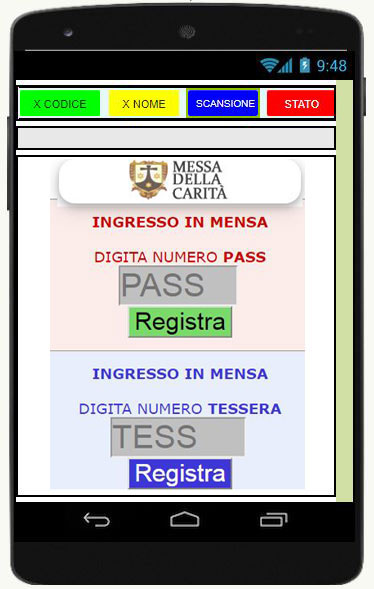 9:48
X CODICE
X NOME
SCANSIONE
STATO
MESSA
DELLA
CARITÀ
INGRESSO IN MENSA
DIGITA NUMERO PASS
PASS
Registra
INGRESSO IN MENSA
DIGITA NUMERO TESSERA
TESS
Registra